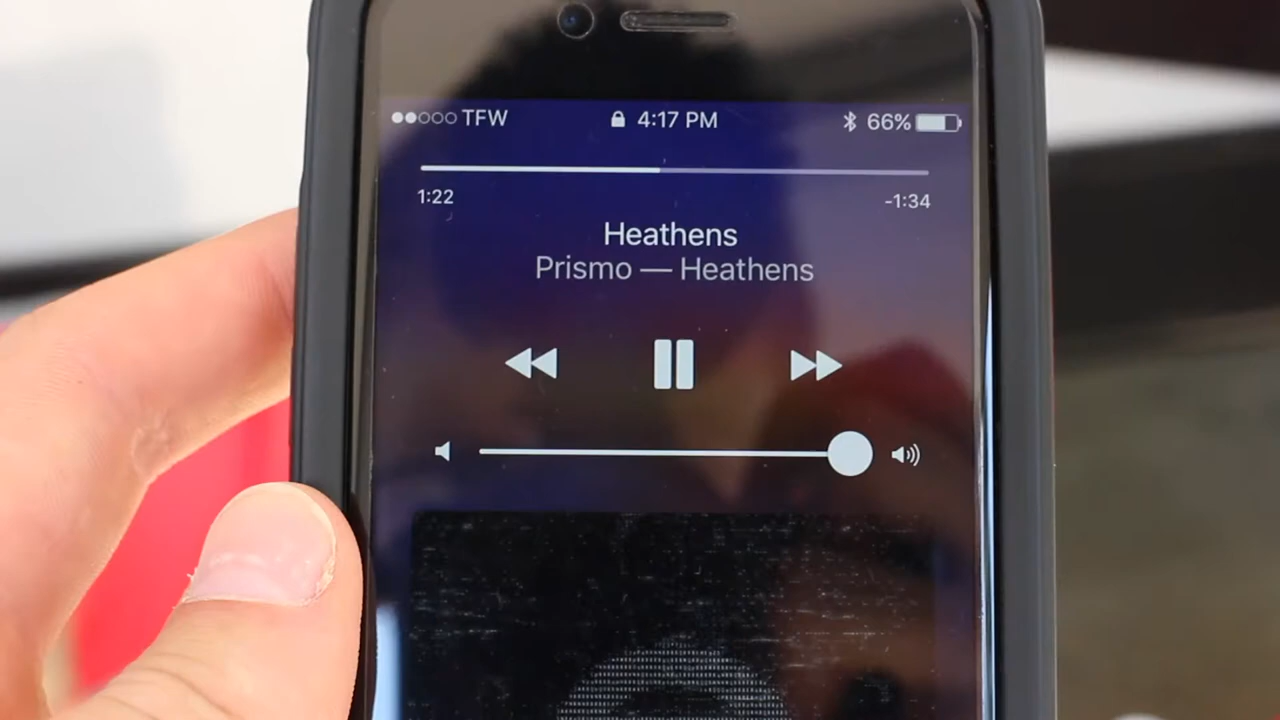 TFW 4:17 PM 66%
1:22 -1:34
Heathens
Prismo — Heathens